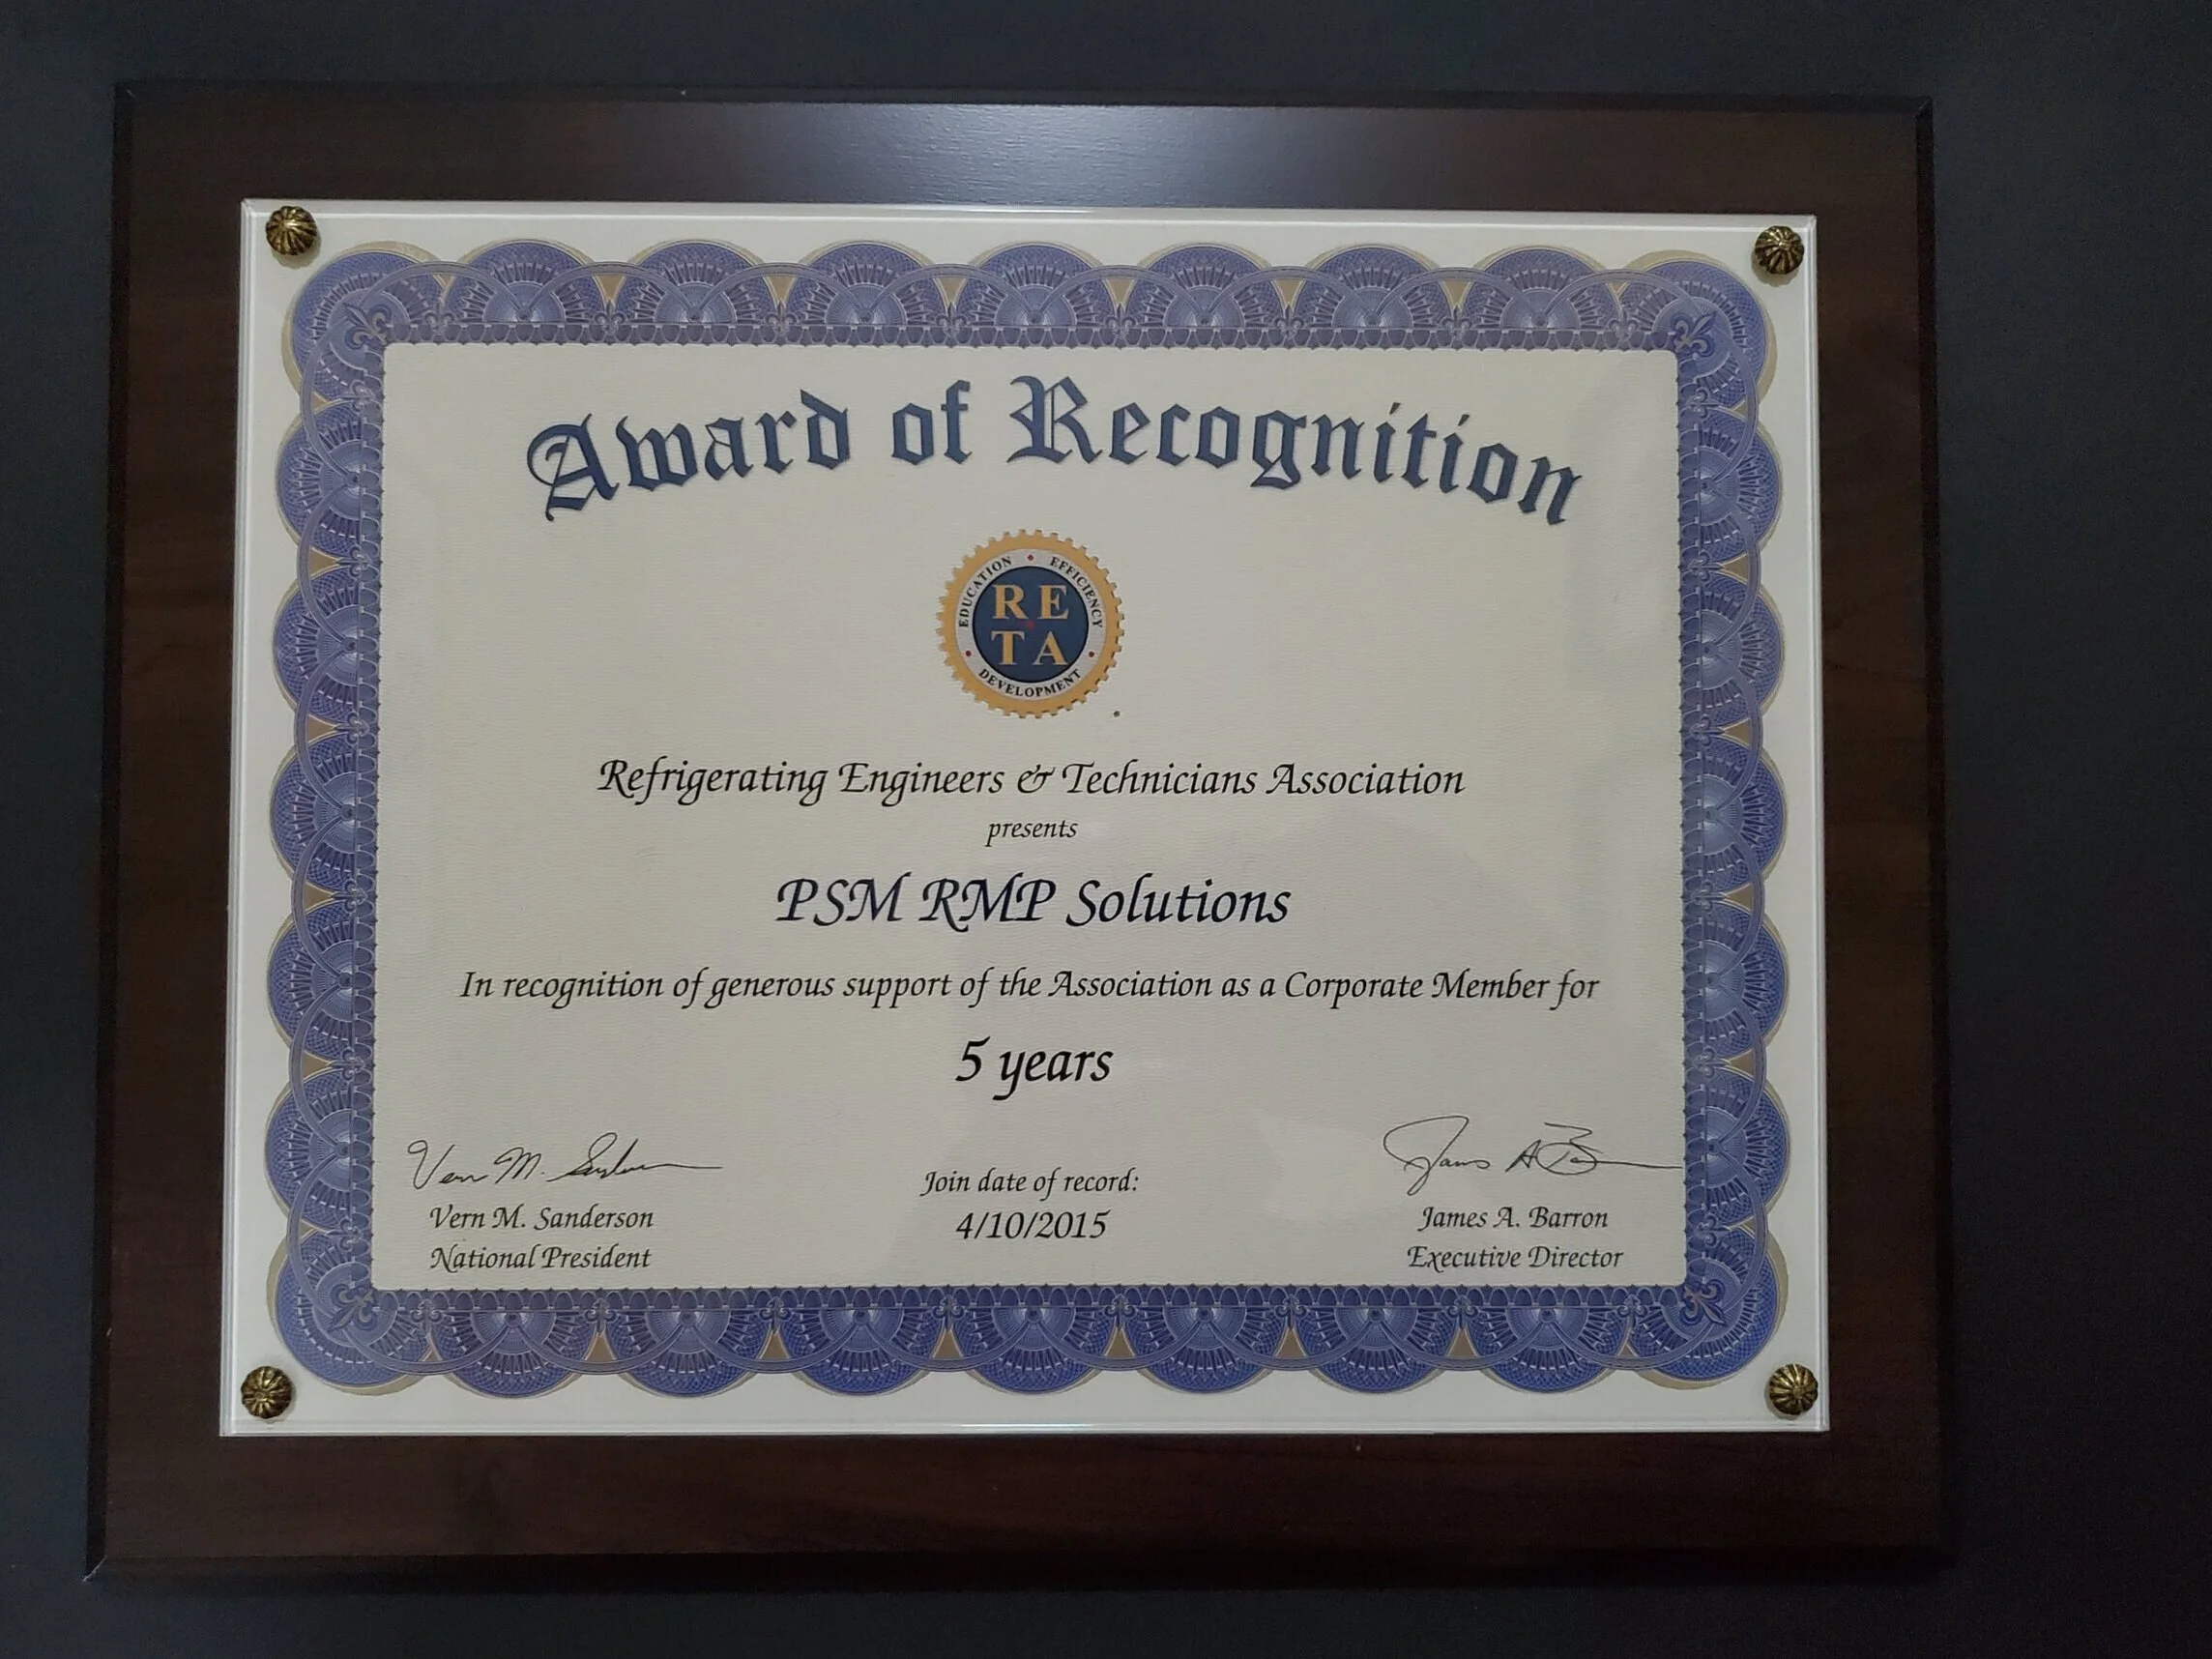 Award of Recognition
EDUCATION • EFFICIENCY • DEVELOPMENT •
RE
TA
Refrigerating Engineers & Technicians Association
presents
PSM RMP Solutions
In recognition of generous support of the Association as a Corporate Member for
5 years
Vern M. Sanderson
Vern M. Sanderson
National President
Join date of record:
4/10/2015
James A. Barron
Executive Director